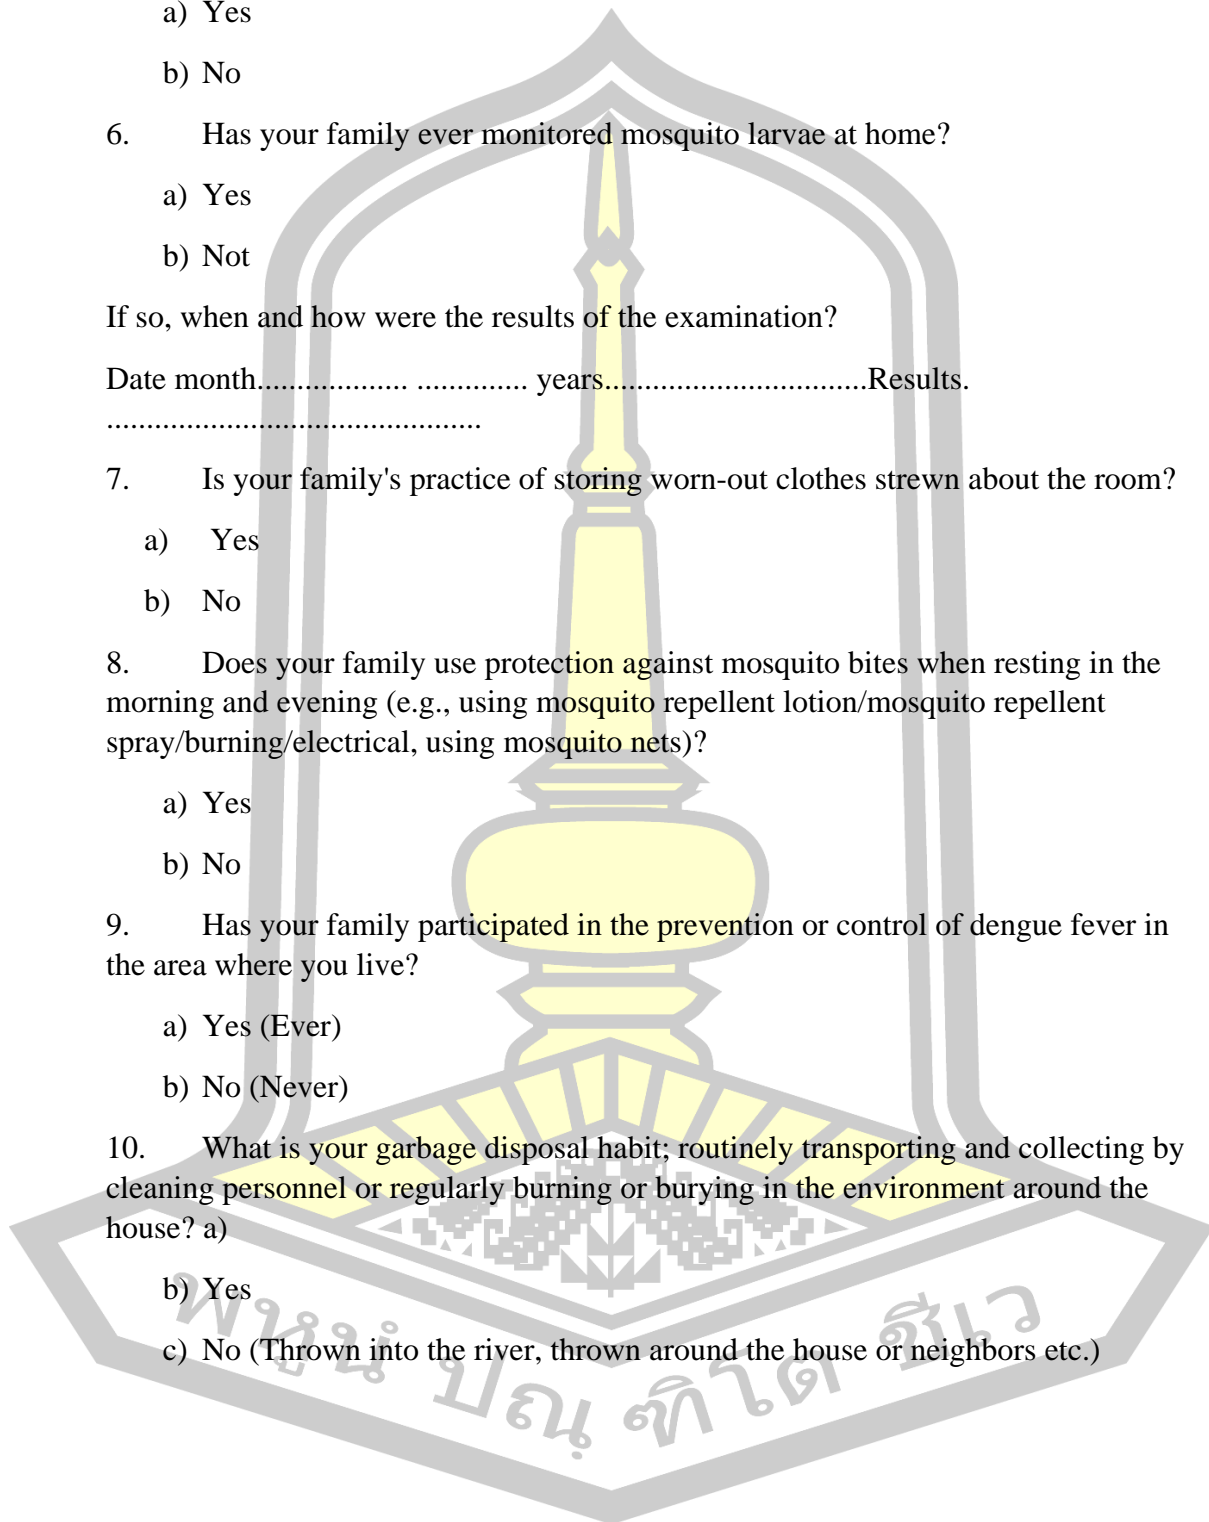 a) Yes
b) No
6. Has your family ever monitored mosquito larvae at home?
a) Yes
b) Not
If so, when and how were the results of the examination?
Date month................... .............. years.................................Results.
...............................................
7. Is your family's practice of storing worn-out clothes strewn about the room?
a) Yes
b) No
8. Does your family use protection against mosquito bites when resting in the
morning and evening (e.g., using mosquito repellent lotion/mosquito repellent
spray/burning/electrical, using mosquito nets)?
a) Yes
b) No
9. Has your family participated in the prevention or control of dengue fever in
the area where you live?
a) Yes (Ever)
b) No (Never)
10. What is your garbage disposal habit; routinely transporting and collecting by
cleaning personnel or regularly burning or burying in the environment around the
house? a)
b) Yes
c) No (Thrown into the river, thrown around the house or neighbors etc.)
พหูนํ ปณฺฑิโต ชีเว